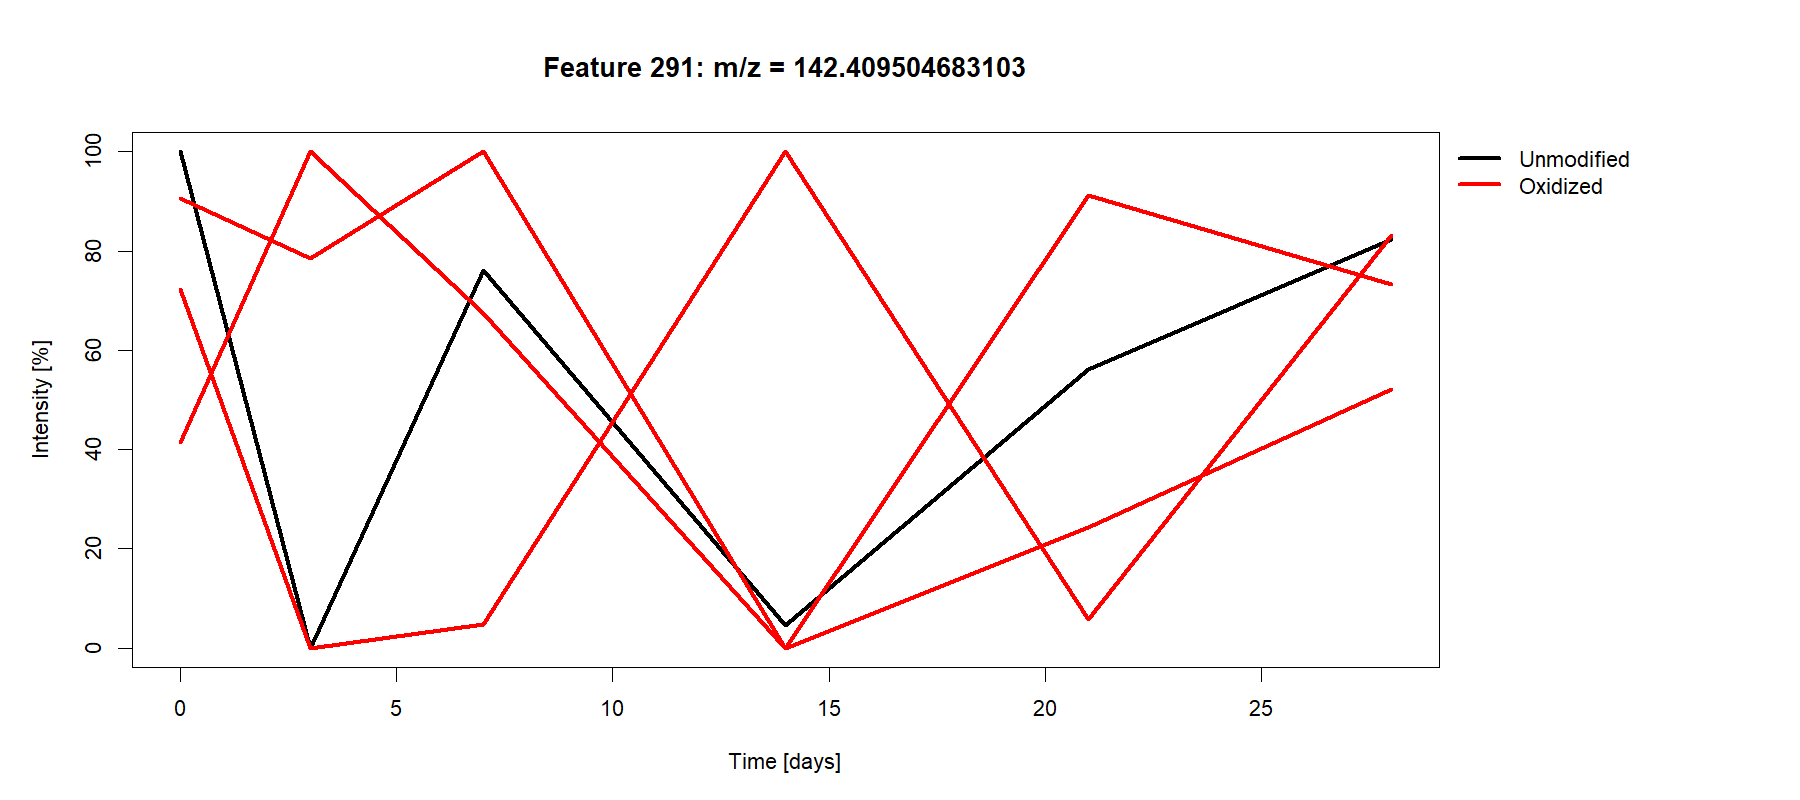 Feature 291: m/z = 142.409504683103
Unmodified
Oxidized
Intensity [%]
100
80
60
40
20
0
0 5 10 15 20 25
Time [days]